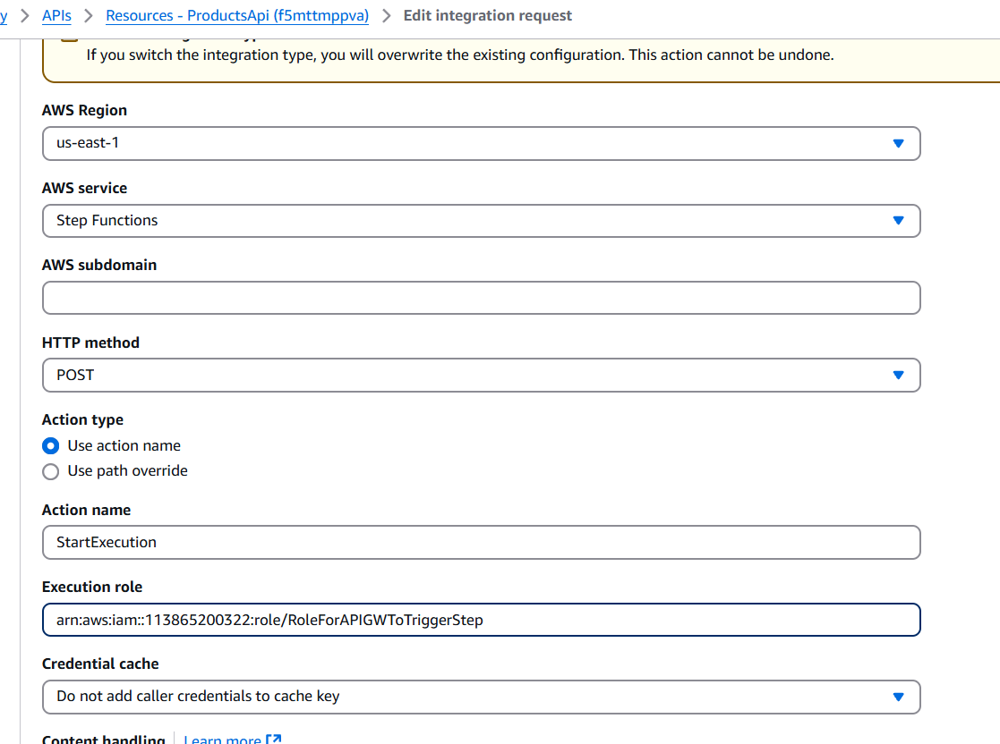 y > APIs > Resources - ProductsApi (f5mttmppva) > Edit integration request
If you switch the integration type, you will overwrite the existing configuration. This action cannot be undone.
AWS Region
us-east-1
AWS service
Step Functions
AWS subdomain
HTTP method
POST
Action type
Use action name
Use path override
Action name
StartExecution
Execution role
arn:aws:iam::113865200322:role/RoleForAPIGWToTriggerStep
Credential cache
Do not add caller credentials to cache key
Content handling Learn more